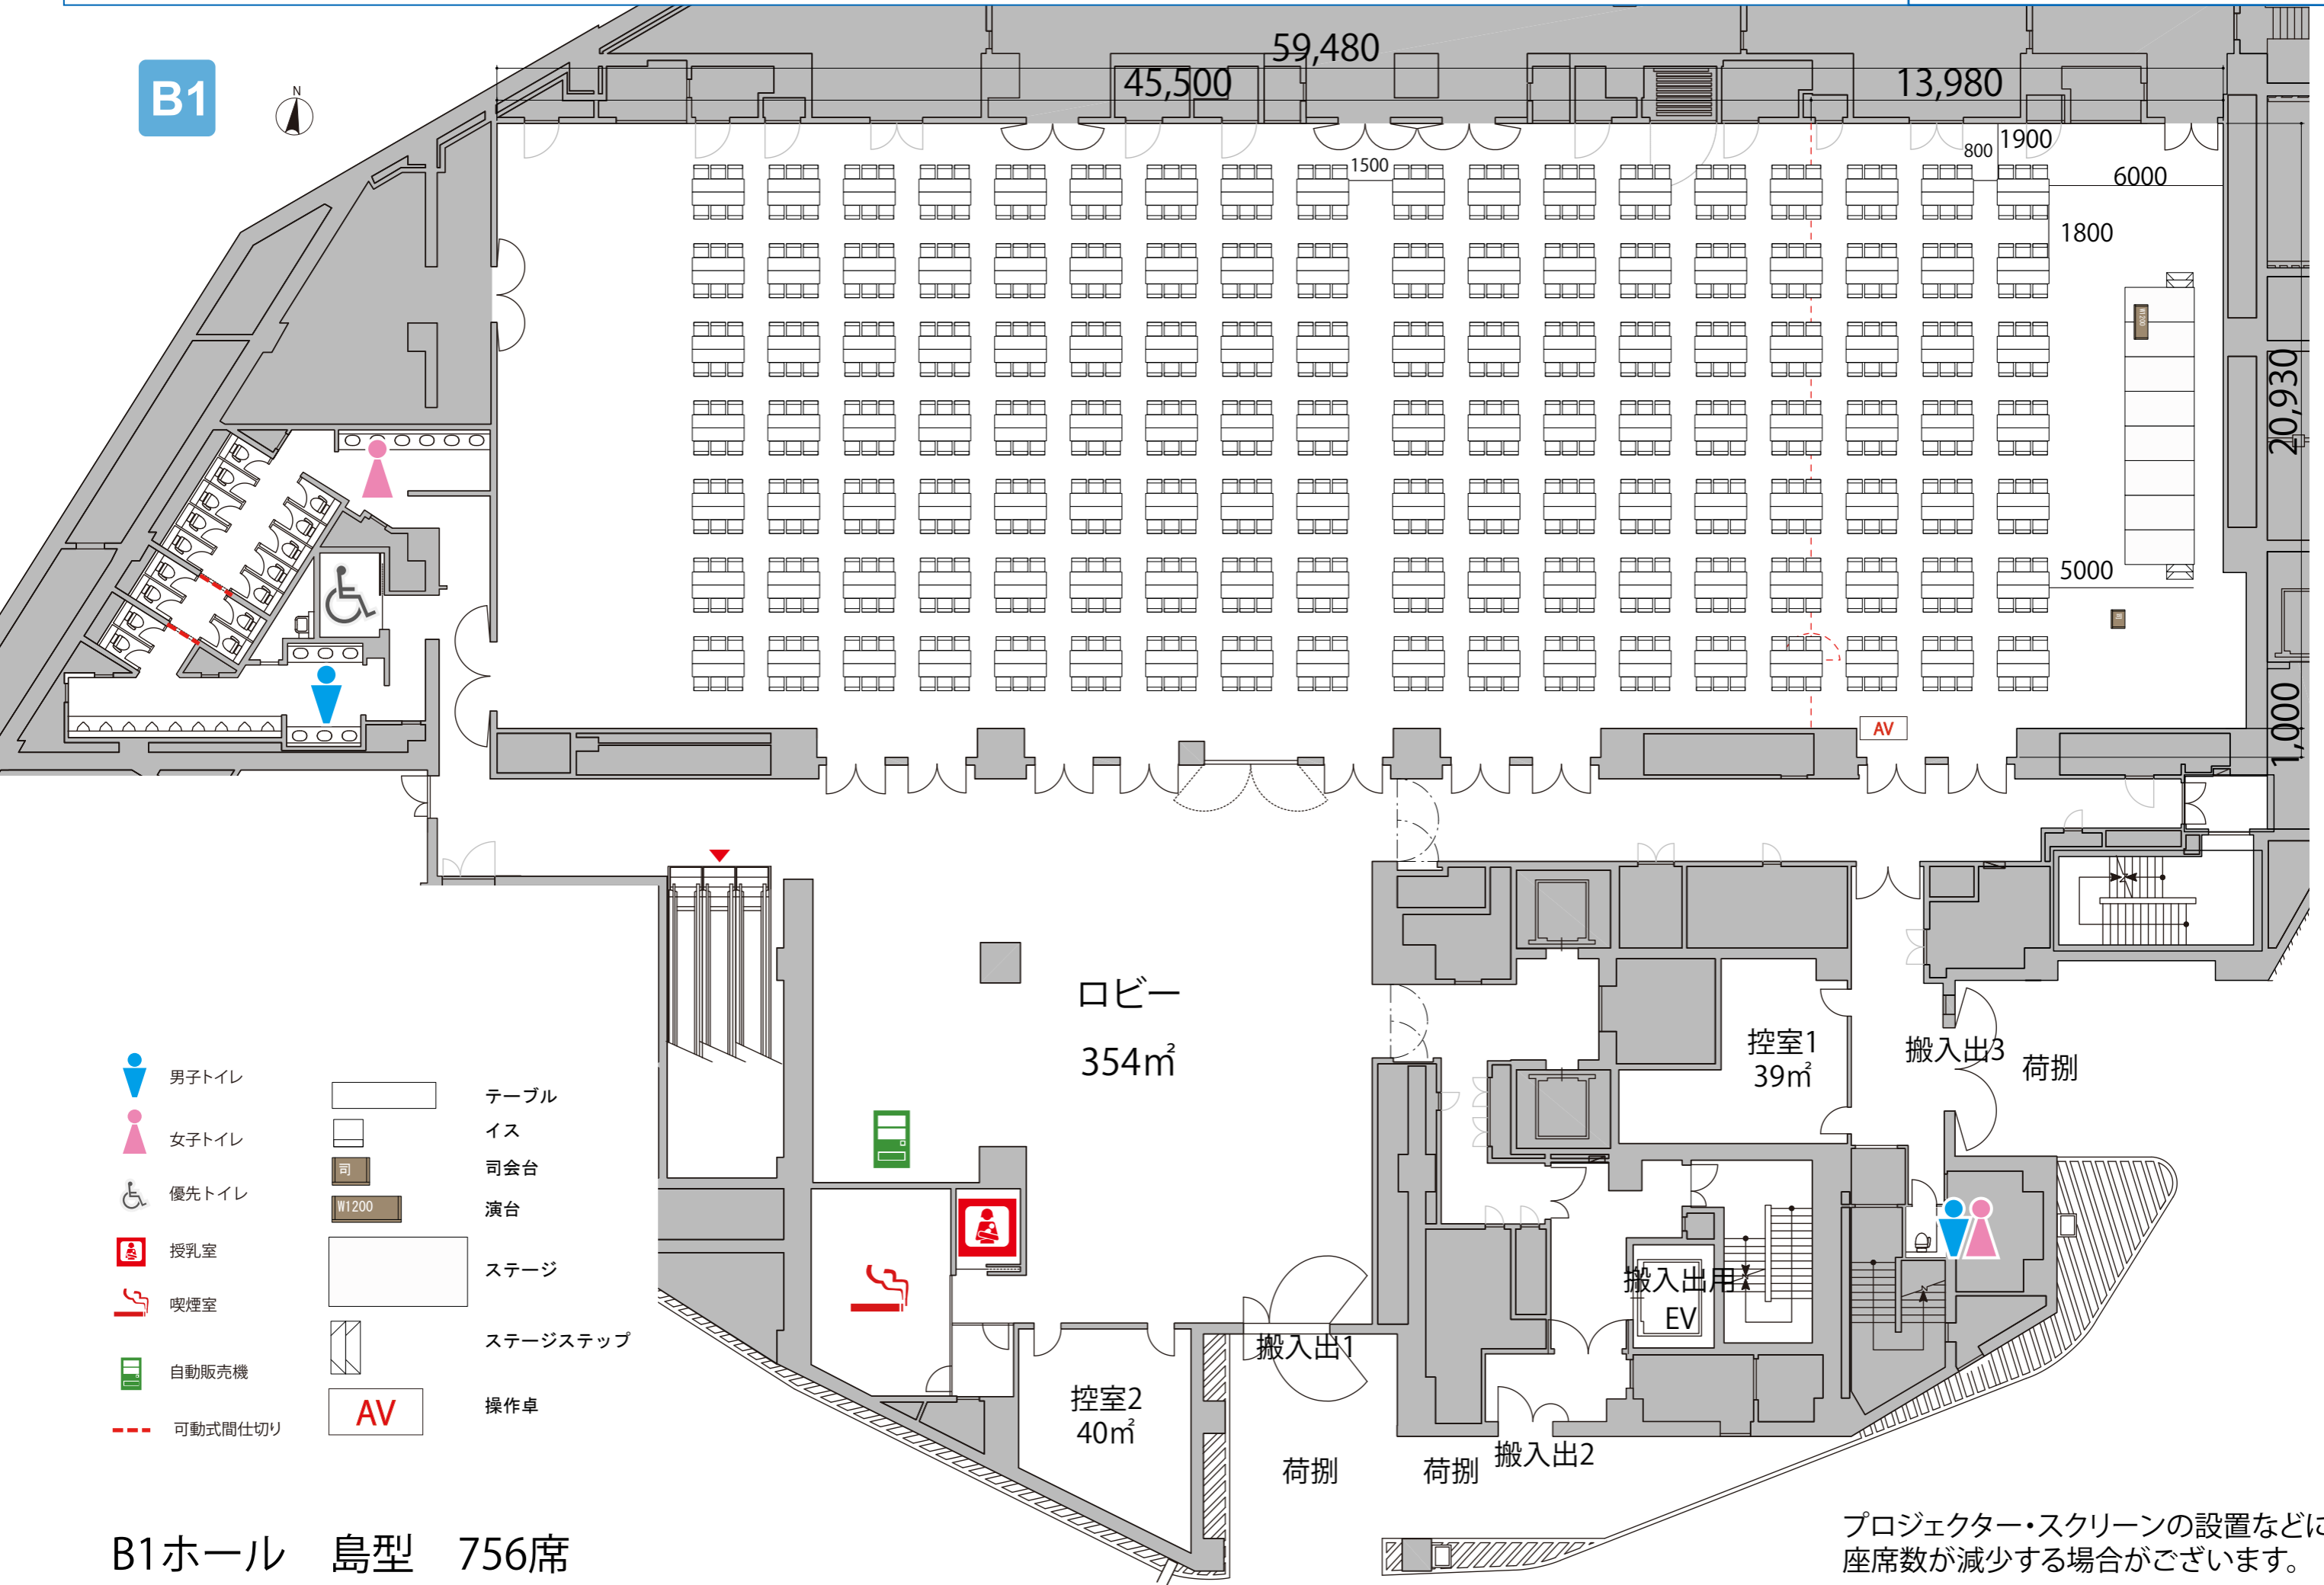 B1
N
59,480
45,500
13,980
1500
800
1900
6000
1800
W1200
20,930
5000
司
1,000
AV
ロビー
354㎡
控室1
39㎡
搬入出3
荷捌
男子トイレ
女子トイレ
優先トイレ
授乳室
喫煙室
自動販売機
可動式間仕切り
テーブル
イス
司
司会台
W1200
演台
ステージ
ステージステップ
AV
操作卓
搬入出用
EV
搬入出1
控室2
40㎡
荷捌
荷捌
搬入出2
B1ホール 島型 756席
プロジェクター・スクリーンの設置などに
座席数が減少する場合がございます。